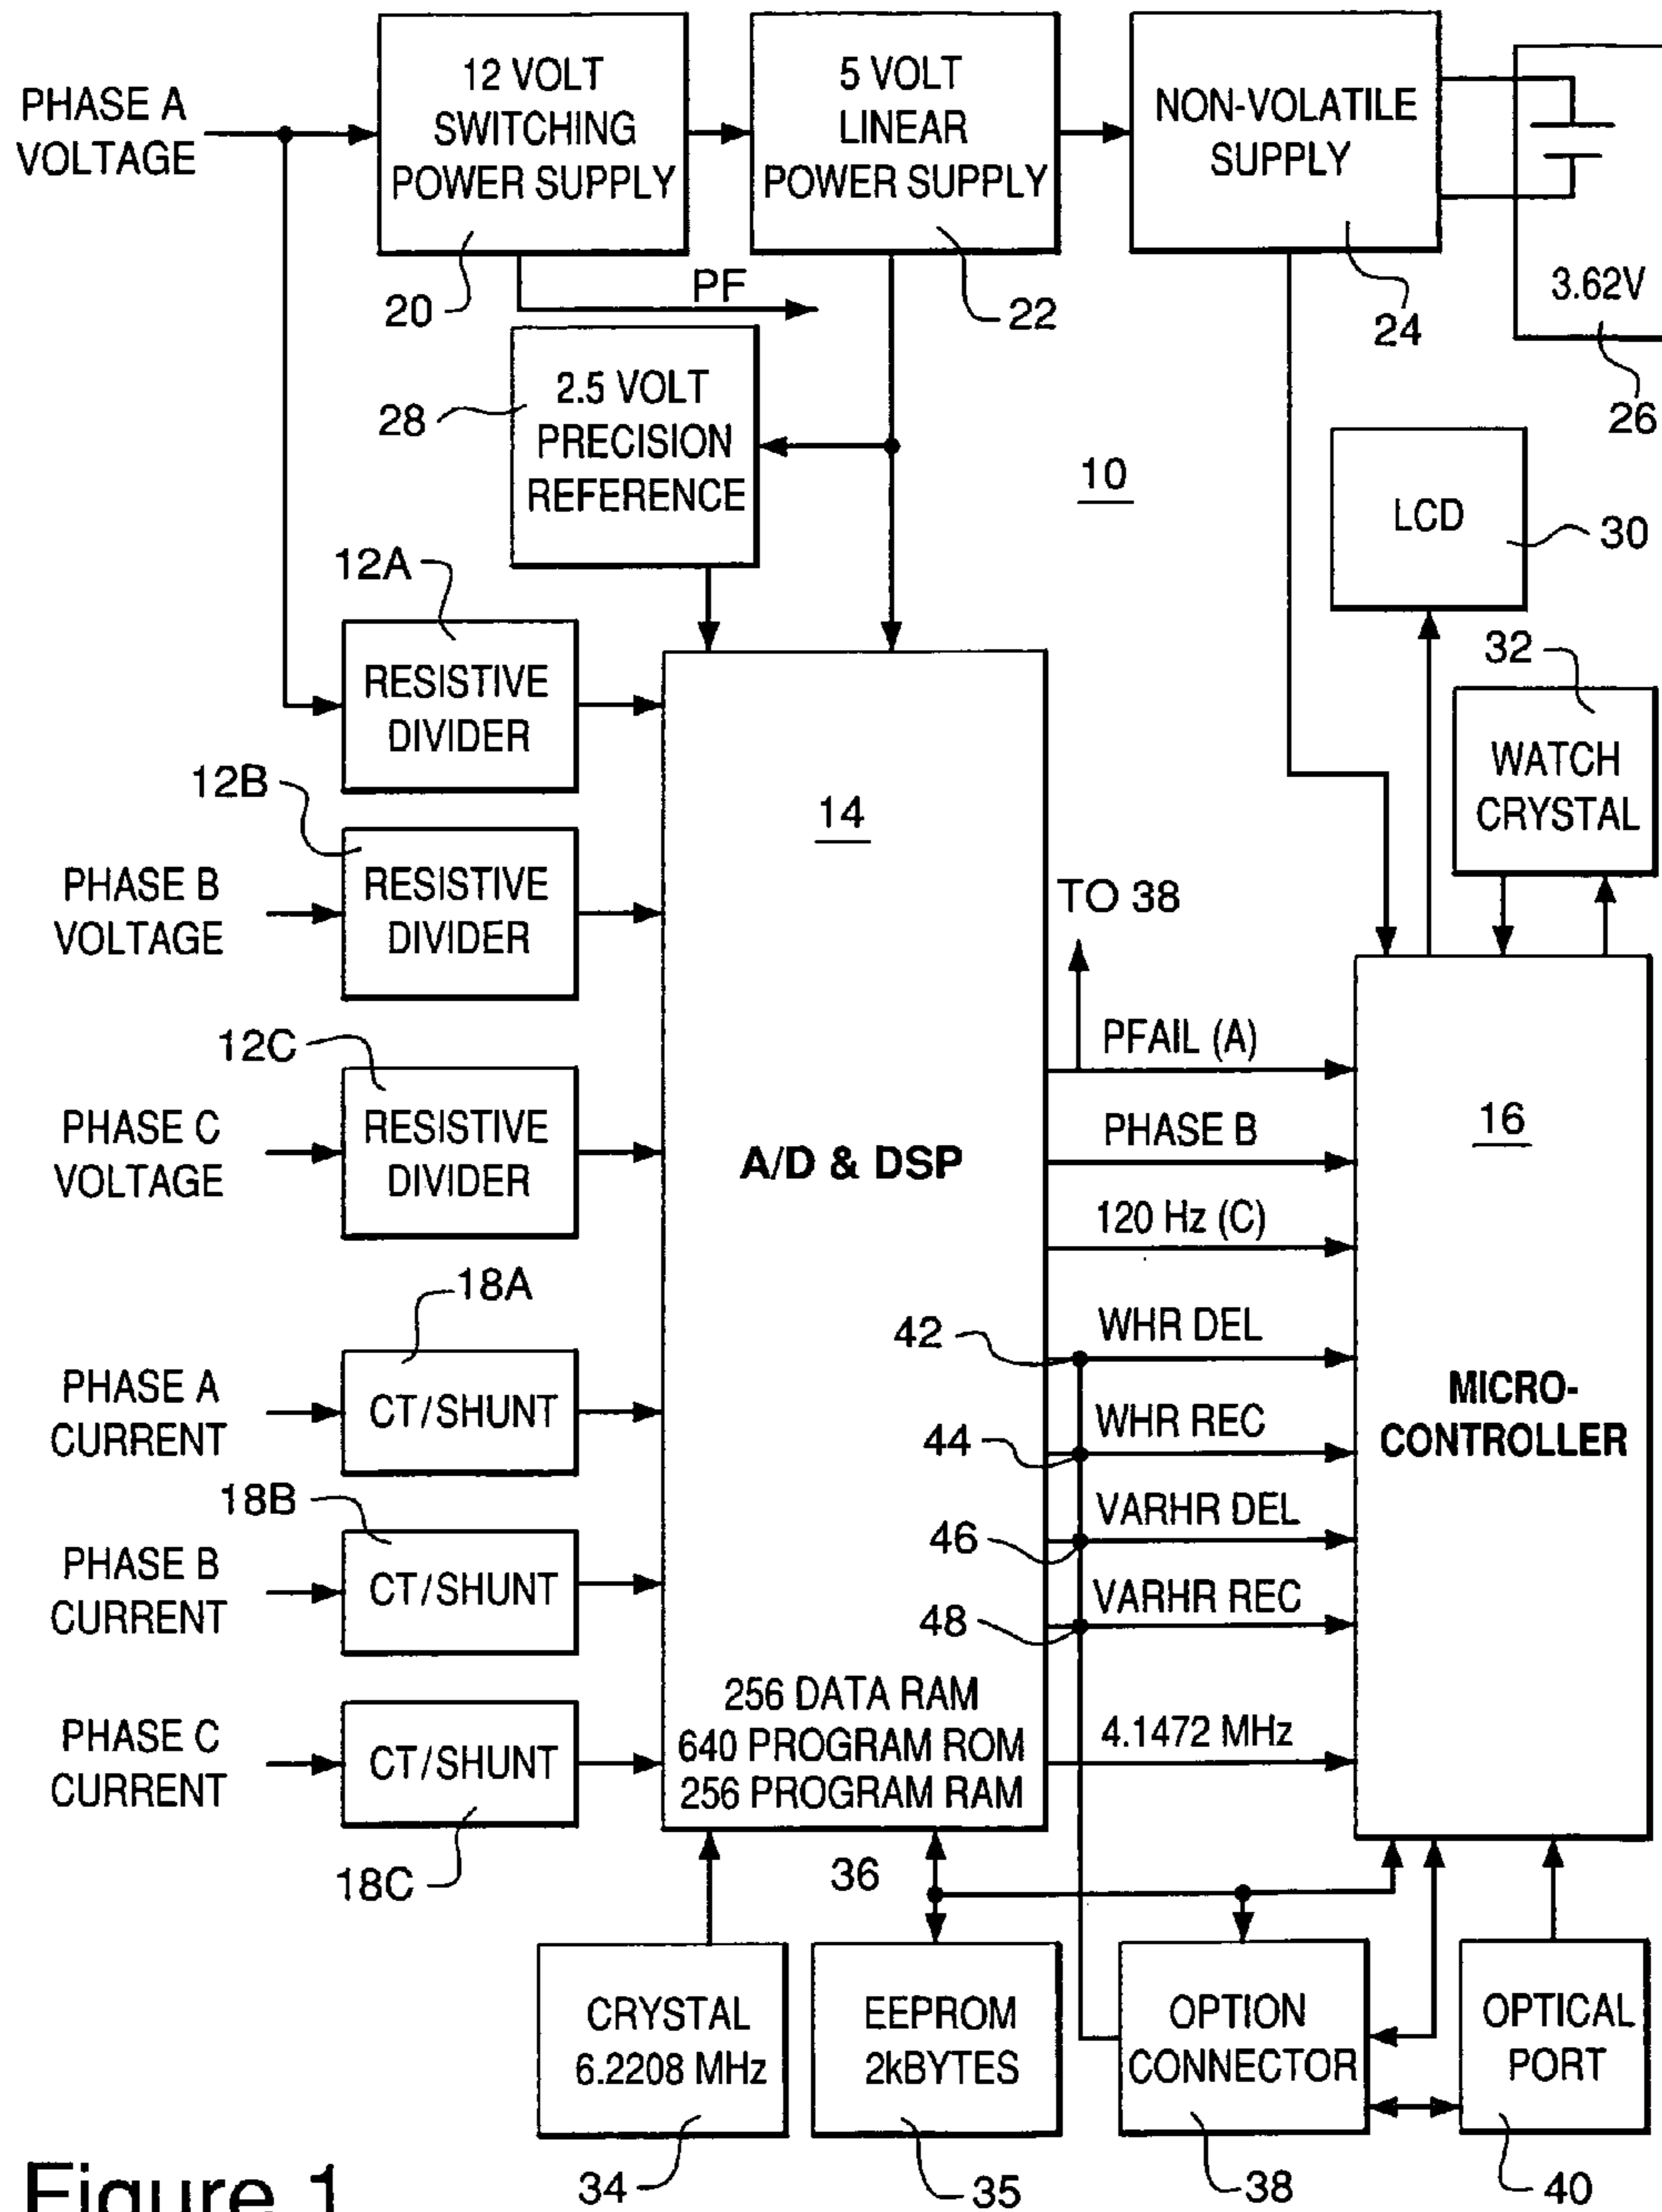 PHASE A
VOLTAGE
12 VOLT
SWITCHING
POWER SUPPLY
5 VOLT
LINEAR
POWER SUPPLY
NON-VOLATILE
SUPPLY
3.62V
20
PF
22
24
26
28
2.5 VOLT
PRECISION
REFERENCE
10
LCD
30
12A
RESISTIVE
DIVIDER
32
WATCH
CRYSTAL
12B
PHASE B
VOLTAGE
RESISTIVE
DIVIDER
14
TO 38
12C
PHASE C
VOLTAGE
RESISTIVE
DIVIDER
A/D & DSP
PFAIL (A)
PHASE B
120 Hz (C)
16
MICRO-
CONTROLLER
18A
PHASE A
CURRENT
CT/SHUNT
42
WHR DEL
44
WHR REC
18B
PHASE B
CURRENT
CT/SHUNT
46
VARHR DEL
48
VARHR REC
PHASE C
CURRENT
CT/SHUNT
18C
256 DATA RAM
640 PROGRAM ROM
256 PROGRAM RAM
4.1472 MHz
36
CRYSTAL
6.2208 MHz
EEPROM
2kBYTES
OPTION
CONNECTOR
OPTICAL
PORT
34
35
38
40
Figure 1